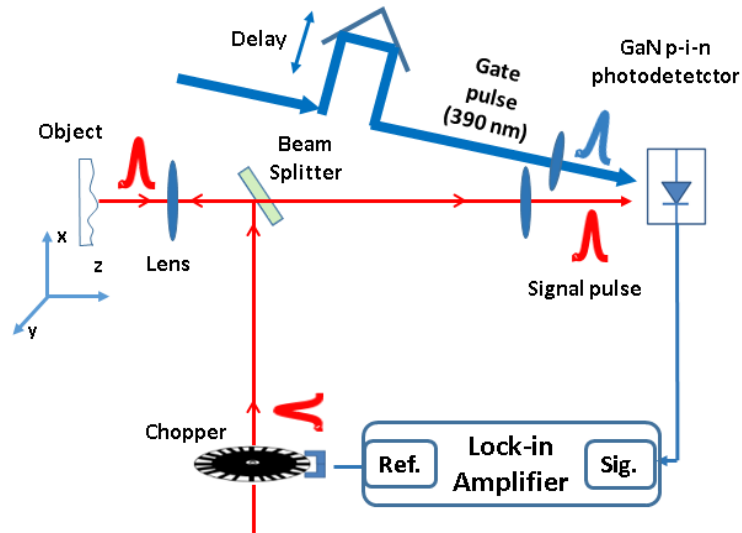 Delay
GaN p-i-n
photodetetctor
Gate
pulse
(390 nm)
Object
Beam
Splitter
x
z
y
Lens
Signal pulse
Chopper
Ref.
Lock-in
Amplifier
Sig.